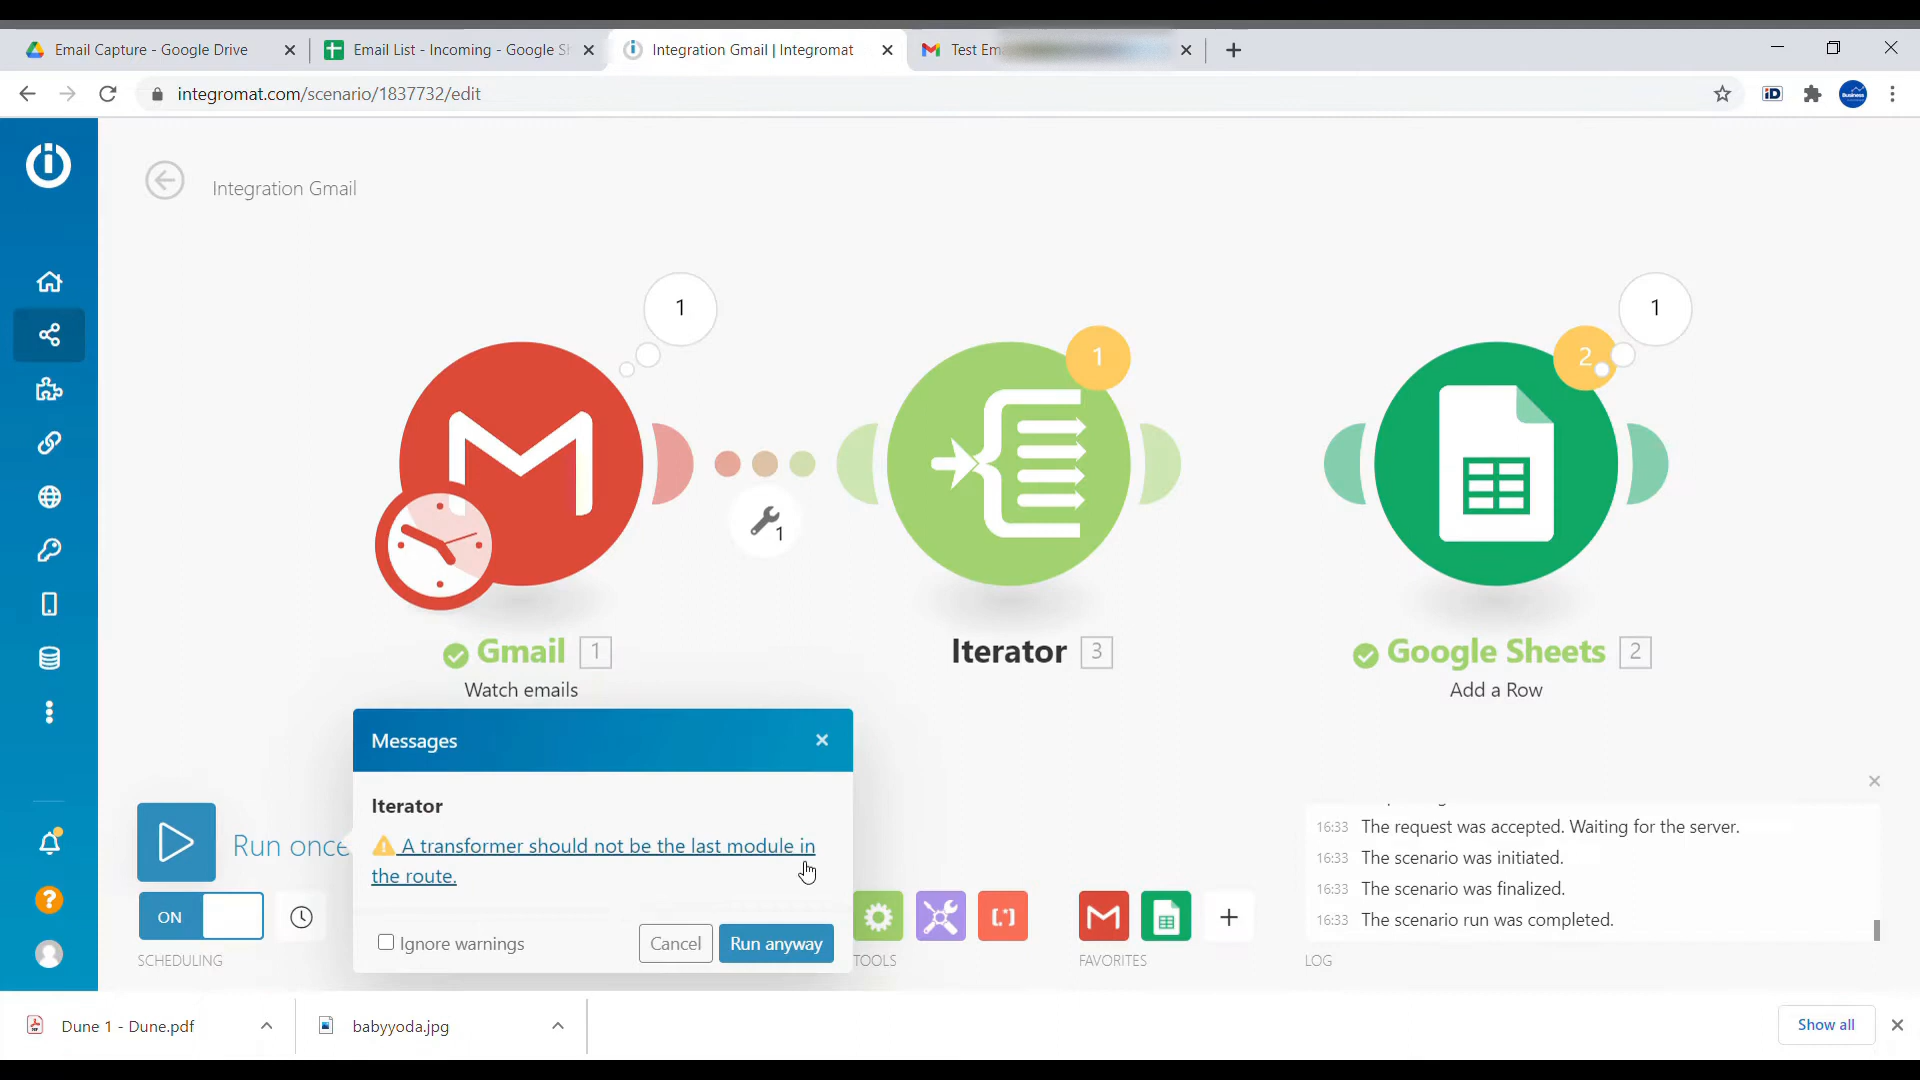 Email Capture - Google Drive
Email List - Incoming - Google Sh
Integration Gmail | Integromat
Test Ema
integromat.com/scenario/1837732/edit
iD
Business
Integration Gmail
1
1
1
2
1
Gmail 1
Watch emails
Iterator 3
Google Sheets 2
Add a Row
Messages
Iterator
A transformer should not be the last module in
the route.
Ignore warnings
Cancel
Run anyway
Run once
ON
SCHEDULING
TOOLS
FAVORITES
16:33 The request was accepted. Waiting for the server.
16:33 The scenario was initiated.
16:33 The scenario was finalized.
16:33 The scenario run was completed.
LOG
Dune 1 - Dune.pdf
babyyoda.jpg
Show all